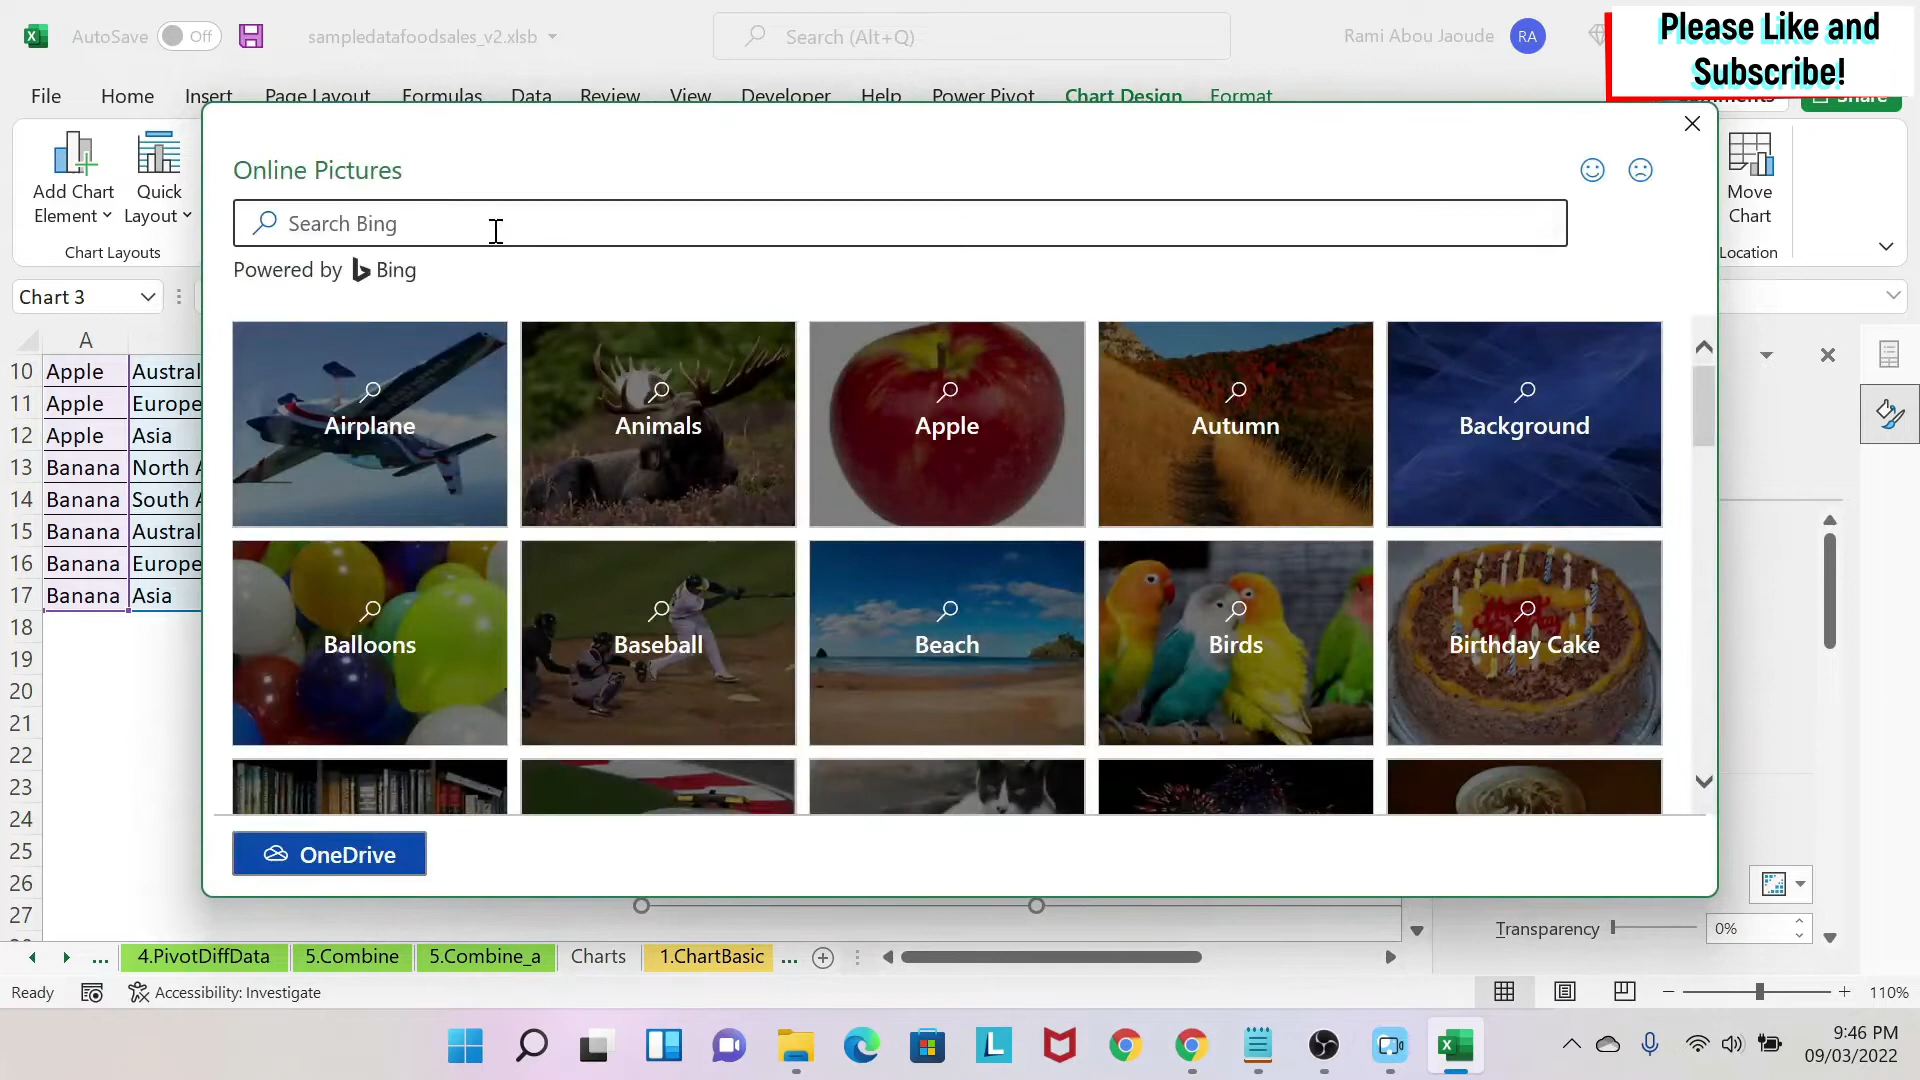 AutoSave Off sampledatafoodsales_v2.xlsb Search (Alt+Q) Rami Abou Jaoude RA
Please Like and
Subscribe!
File Home Insert Page Layout Formulas Data Review View Developer Help Power Pivot Chart Design Format Comments Share
Add Chart
Element
Quick
Layout
Chart Layouts
Move
Chart
Location
Chart 3
Online Pictures
Search Bing
Powered by Bing
Airplane Animals Apple Autumn Background
Balloons Baseball Beach Birds Birthday Cake
OneDrive
A
10 Apple Austral
11 Apple Europe
12 Apple Asia
13 Banana North A
14 Banana South A
15 Banana Austral
16 Banana Europe
17 Banana Asia
18
19
20
21
22
23
24
25
26
27
Transparency 0%
... 4.PivotDiffData 5.Combine 5.Combine_a Charts 1.ChartBasic ...
Ready Accessibility: Investigate 110%
9:46 PM
09/03/2022